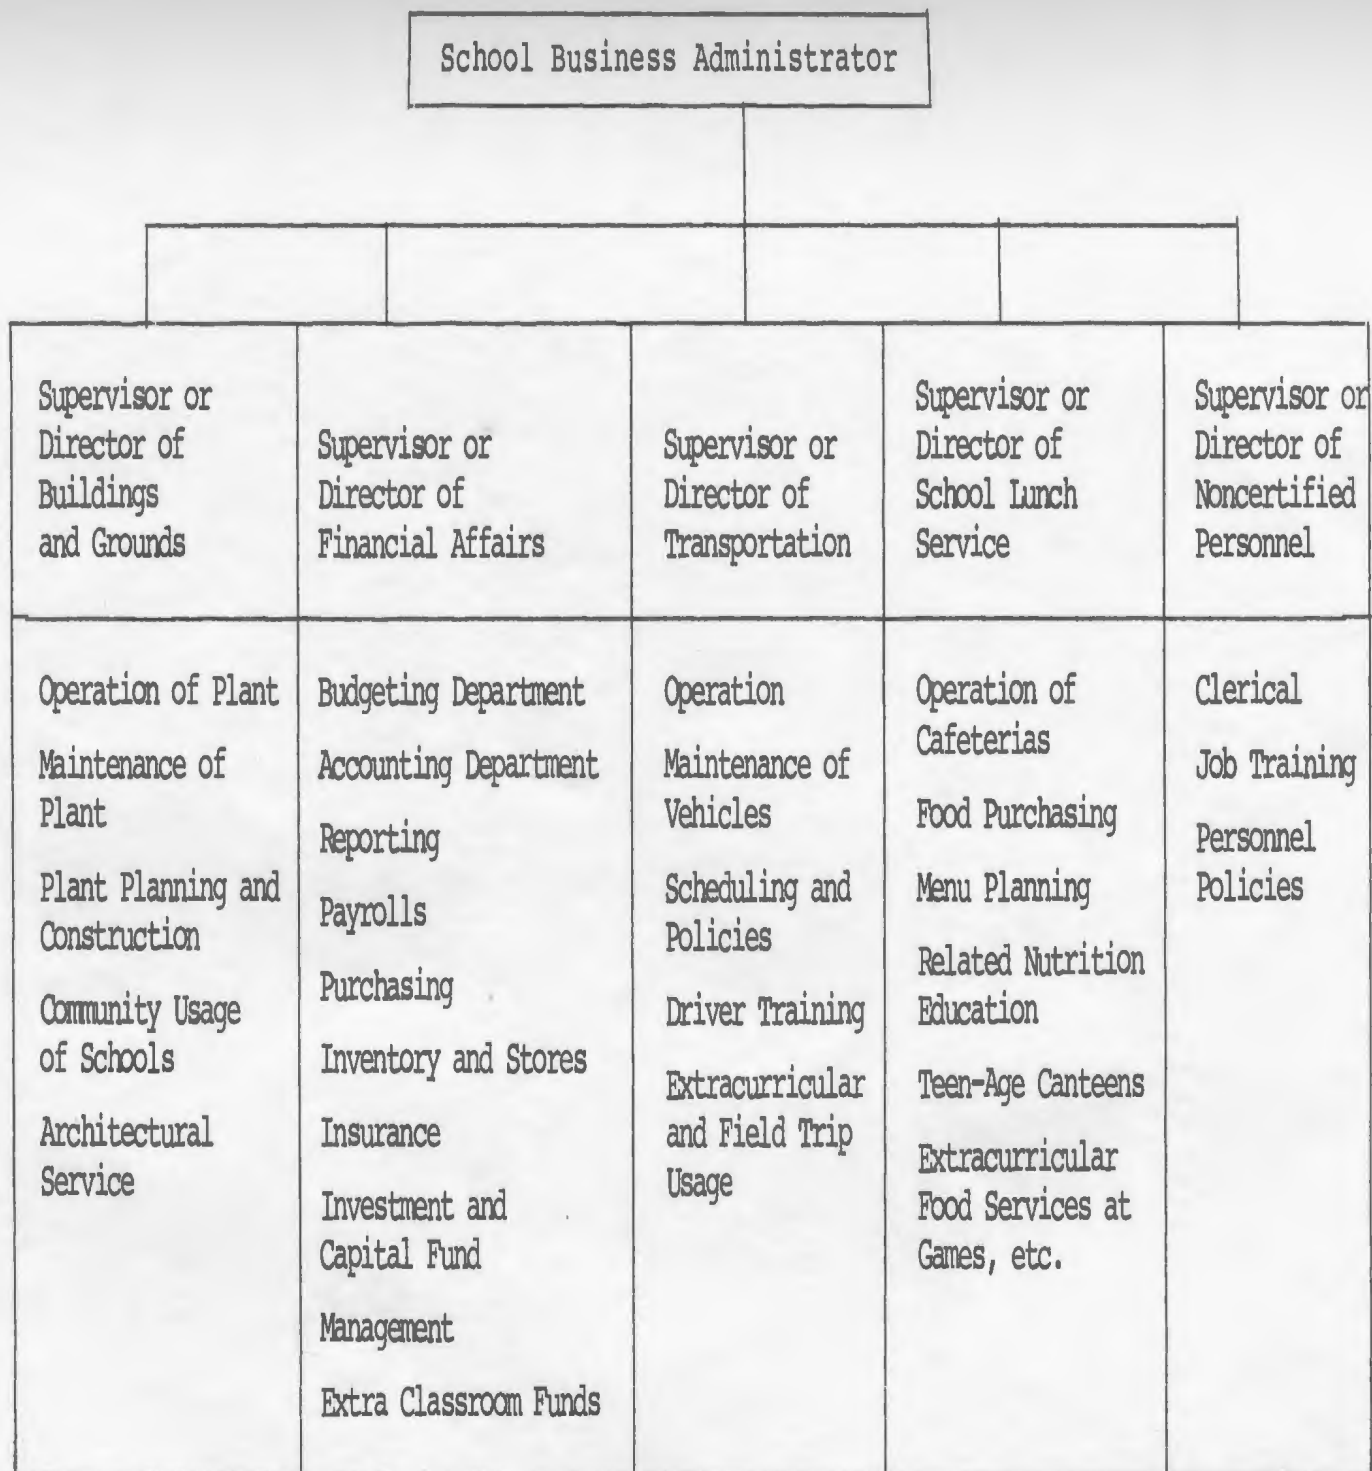 School Business Administrator
Supervisor or
Director of
Buildings
and Grounds
Supervisor or
Director of
Financial Affairs
Supervisor or
Director of
Transportation
Supervisor or
Director of
School Lunch
Service
Supervisor or
Director of
Noncertified
Personnel
Operation of Plant
Maintenance of
Plant
Plant Planning and
Construction
Community Usage
of Schools
Architectural
Service
Budgeting Department
Accounting Department
Reporting
Payrolls
Purchasing
Inventory and Stores
Insurance
Investment and
Capital Fund
Management
Extra Classroom Funds
Operation
Maintenance of
Vehicles
Scheduling and
Policies
Driver Training
Extracurricular
and Field Trip
Usage
Operation of
Cafeterias
Food Purchasing
Menu Planning
Related Nutrition
Education
Teen-Age Canteens
Extracurricular
Food Services at
Games, etc.
Clerical
Job Training
Personnel
Policies